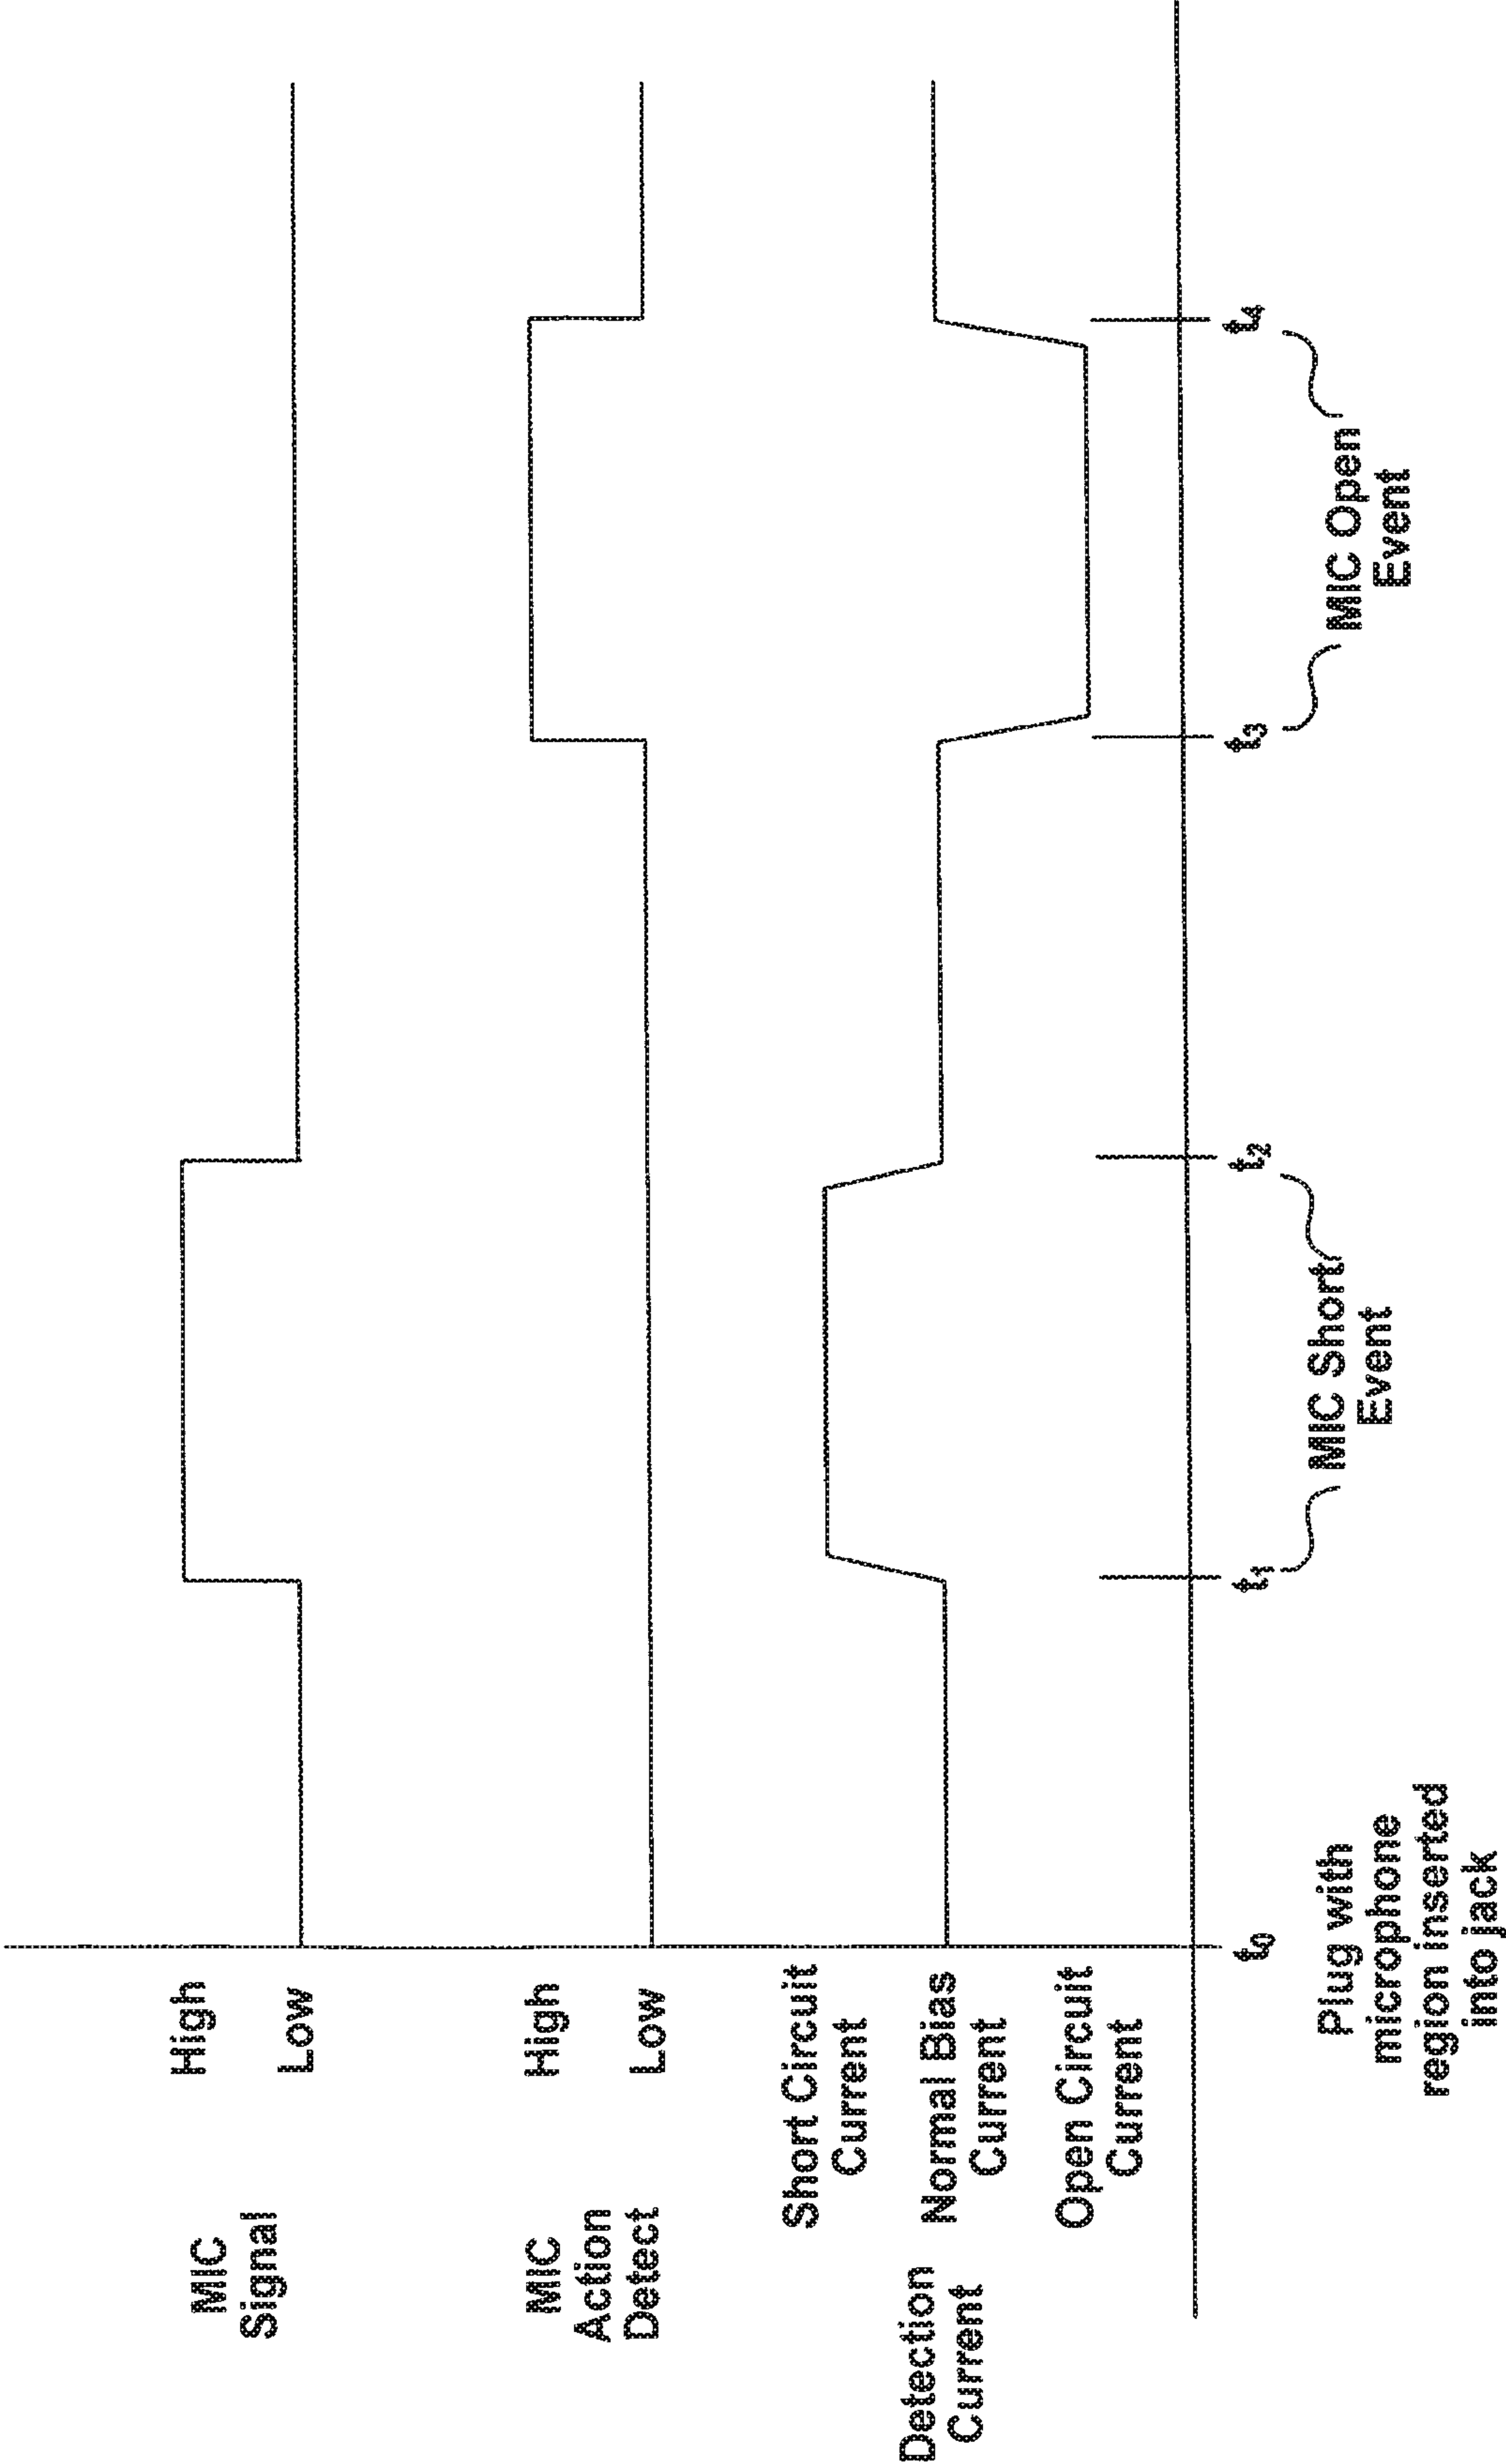 MIC
Signal
High
Low
MIC
Action
Detect
High
Low
Detection
Current
Short Circuit
Current
Normal Bias
Current
Open Circuit
Current
t0
t1
t2
t3
t4
Plug with
microphone
region inserted
into jack
MIC Short
Event
MIC Open
Event